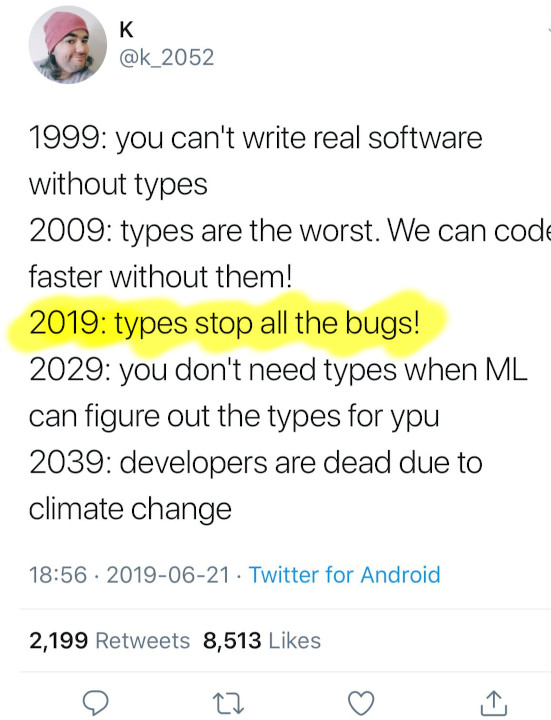 K
@k_2052
1999: you can't write real software
without types
2009: types are the worst. We can code
faster without them!
2019: types stop all the bugs!
2029: you don't need types when ML
can figure out the types for ypu
2039: developers are dead due to
climate change
18:56 · 2019-06-21 · Twitter for Android
2,199 Retweets 8,513 Likes